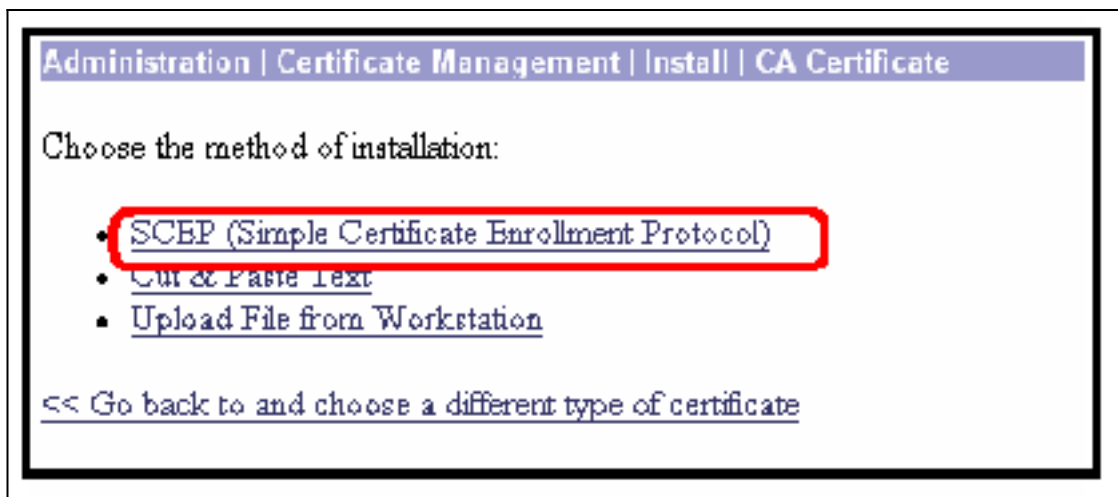 Administration | Certificate Management | Install | CA Certificate
Choose the method of installation:
• SCEP (Simple Certificate Enrollment Protocol)
• Cut & Paste Text
• Upload File from Workstation
<< Go back to and choose a different type of certificate